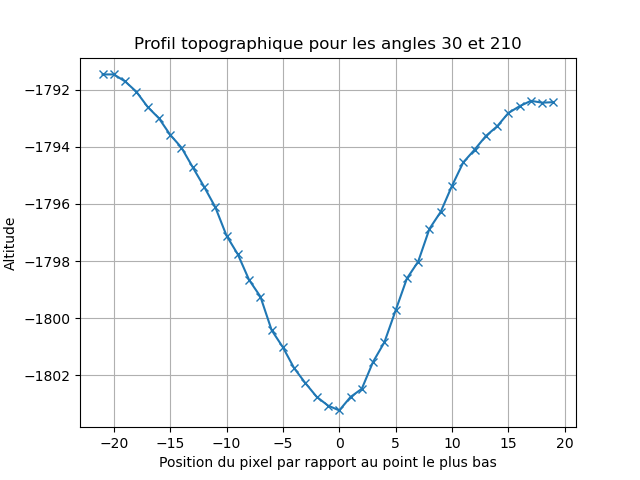 Profil topographique pour les angles 30 et 210
−1792
−1794
−1796
−1798
−1800
−1802
Altitude
−20 −15 −10 −5 0 5 10 15 20
Position du pixel par rapport au point le plus bas